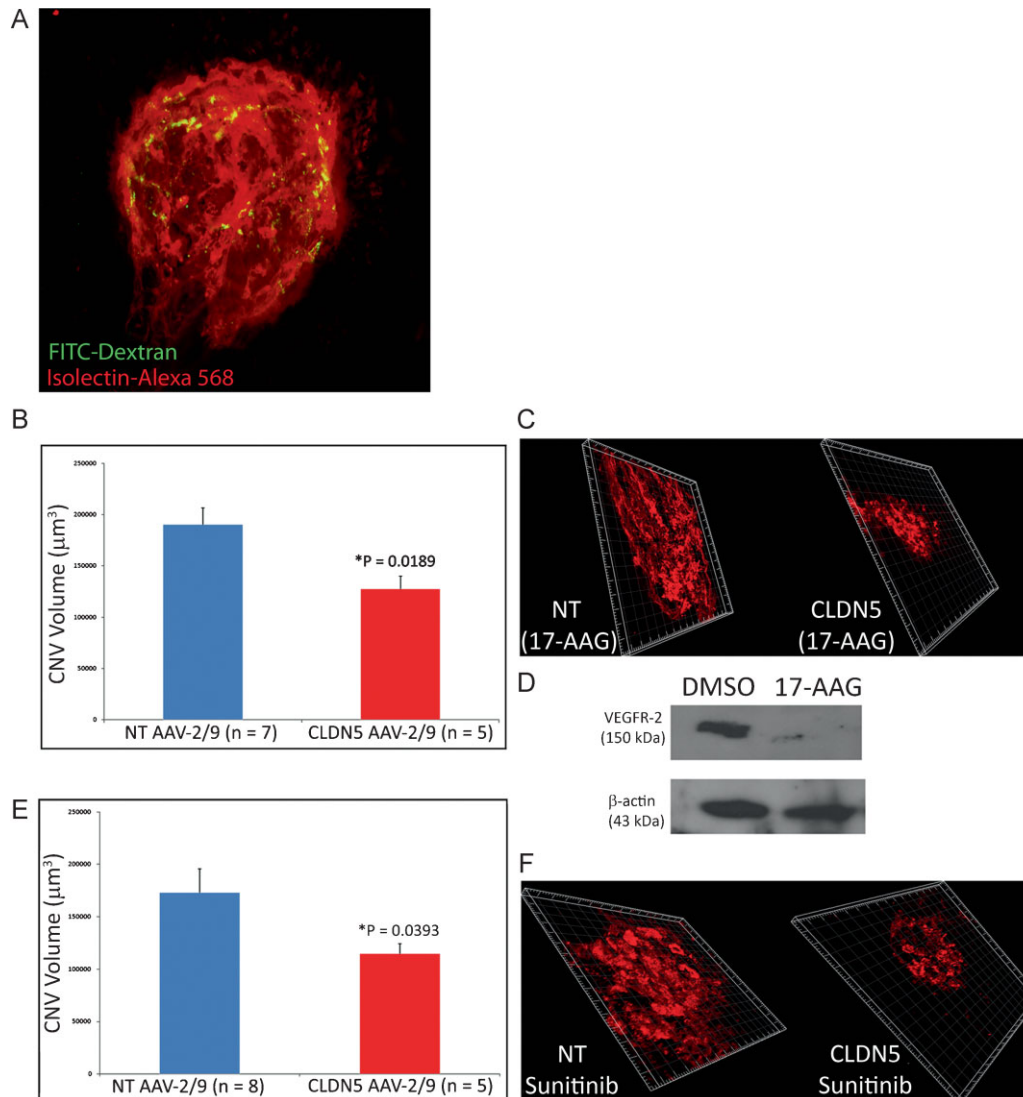 A
FITC-Dextran
Isolectin-Alexa 568
B
CNV Volume (µm³)
250000
200000
150000
100000
50000
0
*P = 0.0189
NT AAV-2/9 (n = 7)
CLDN5 AAV-2/9 (n = 5)
C
NT
(17-AAG)
CLDN5
(17-AAG)
D
DMSO
17-AAG
VEGFR-2
(150 kDa)
β-actin
(43 kDa)
E
CNV Volume (µm³)
250000
200000
150000
100000
50000
0
*P = 0.0393
NT AAV-2/9 (n = 8)
CLDN5 AAV-2/9 (n = 5)
F
NT
Sunitinib
CLDN5
Sunitinib